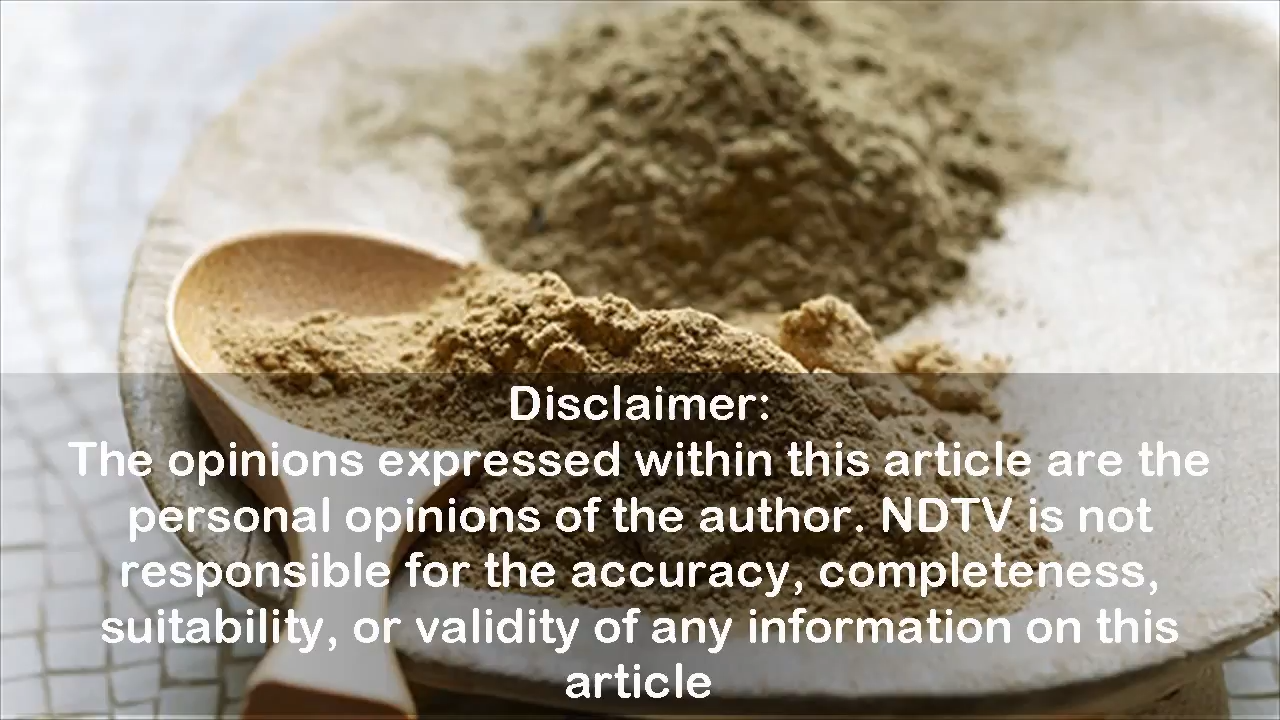 Disclaimer:
The opinions expressed within this article are the
personal opinions of the author. NDTV is not
responsible for the accuracy, completeness,
suitability, or validity of any information on this
article